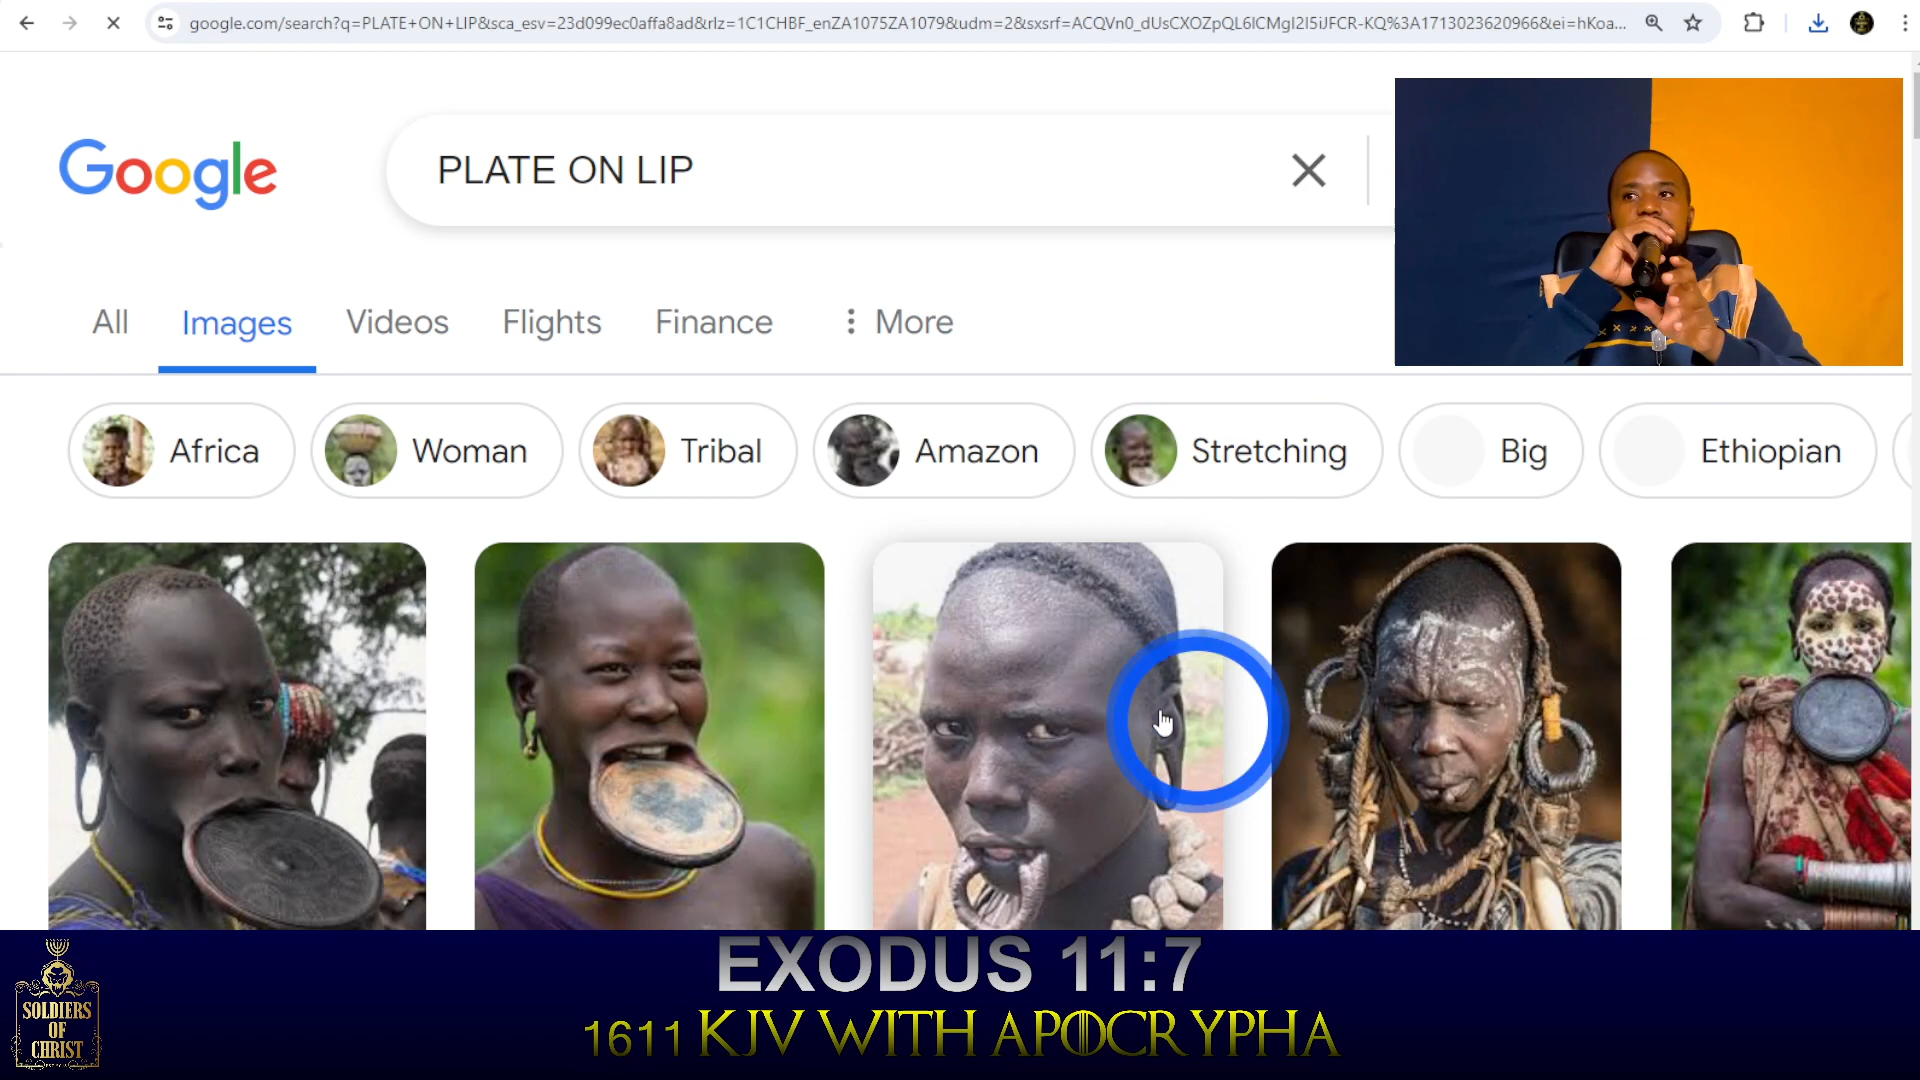 google.com/search?q=PLATE+ON+LIP&sca_esv=23d099ec0affa8ad&rlz=1C1CHBF_enZA1075ZA1079&udm=2&sxsrf=ACQVn0_dUsCXOZpQL6lCMgI2I5iJFCR-KQ%3A1713023620966&ei=hKoa...
Google
PLATE ON LIP
All Images Videos Flights Finance More
Africa Woman Tribal Amazon Stretching Big Ethiopian
EXODUS 11:7
1611 KJV WITH APOCRYPHA
SOLDIERS
OF
CHRIST